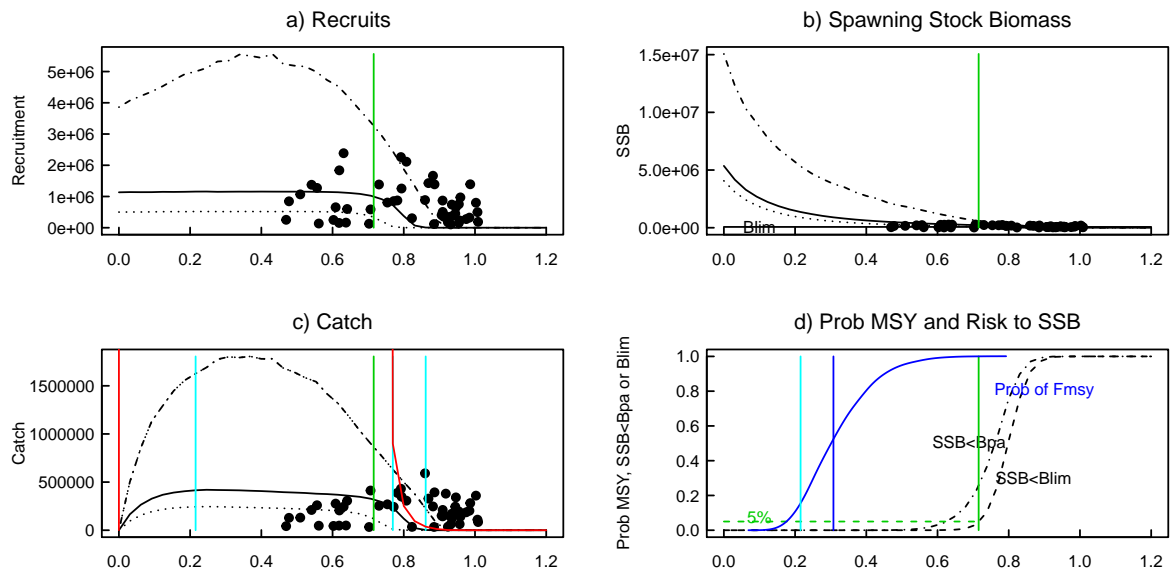 a) Recruits
Recruitment
5e+06
4e+06
3e+06
2e+06
1e+06
0e+00
0.0 0.2 0.4 0.6 0.8 1.0 1.2
b) Spawning Stock Biomass
SSB
1.5e+07
1.0e+07
5.0e+06
0.0e+00
Blim
0.0 0.2 0.4 0.6 0.8 1.0 1.2
c) Catch
Catch
1500000
1000000
500000
0
0.0 0.2 0.4 0.6 0.8 1.0 1.2
d) Prob MSY and Risk to SSB
Prob MSY, SSB<Bpa or Blim
1.0
0.8
0.6
0.4
0.2
0.0
Prob of Fmsy
SSB<Bpa
SSB<Blim
5%
0.0 0.2 0.4 0.6 0.8 1.0 1.2